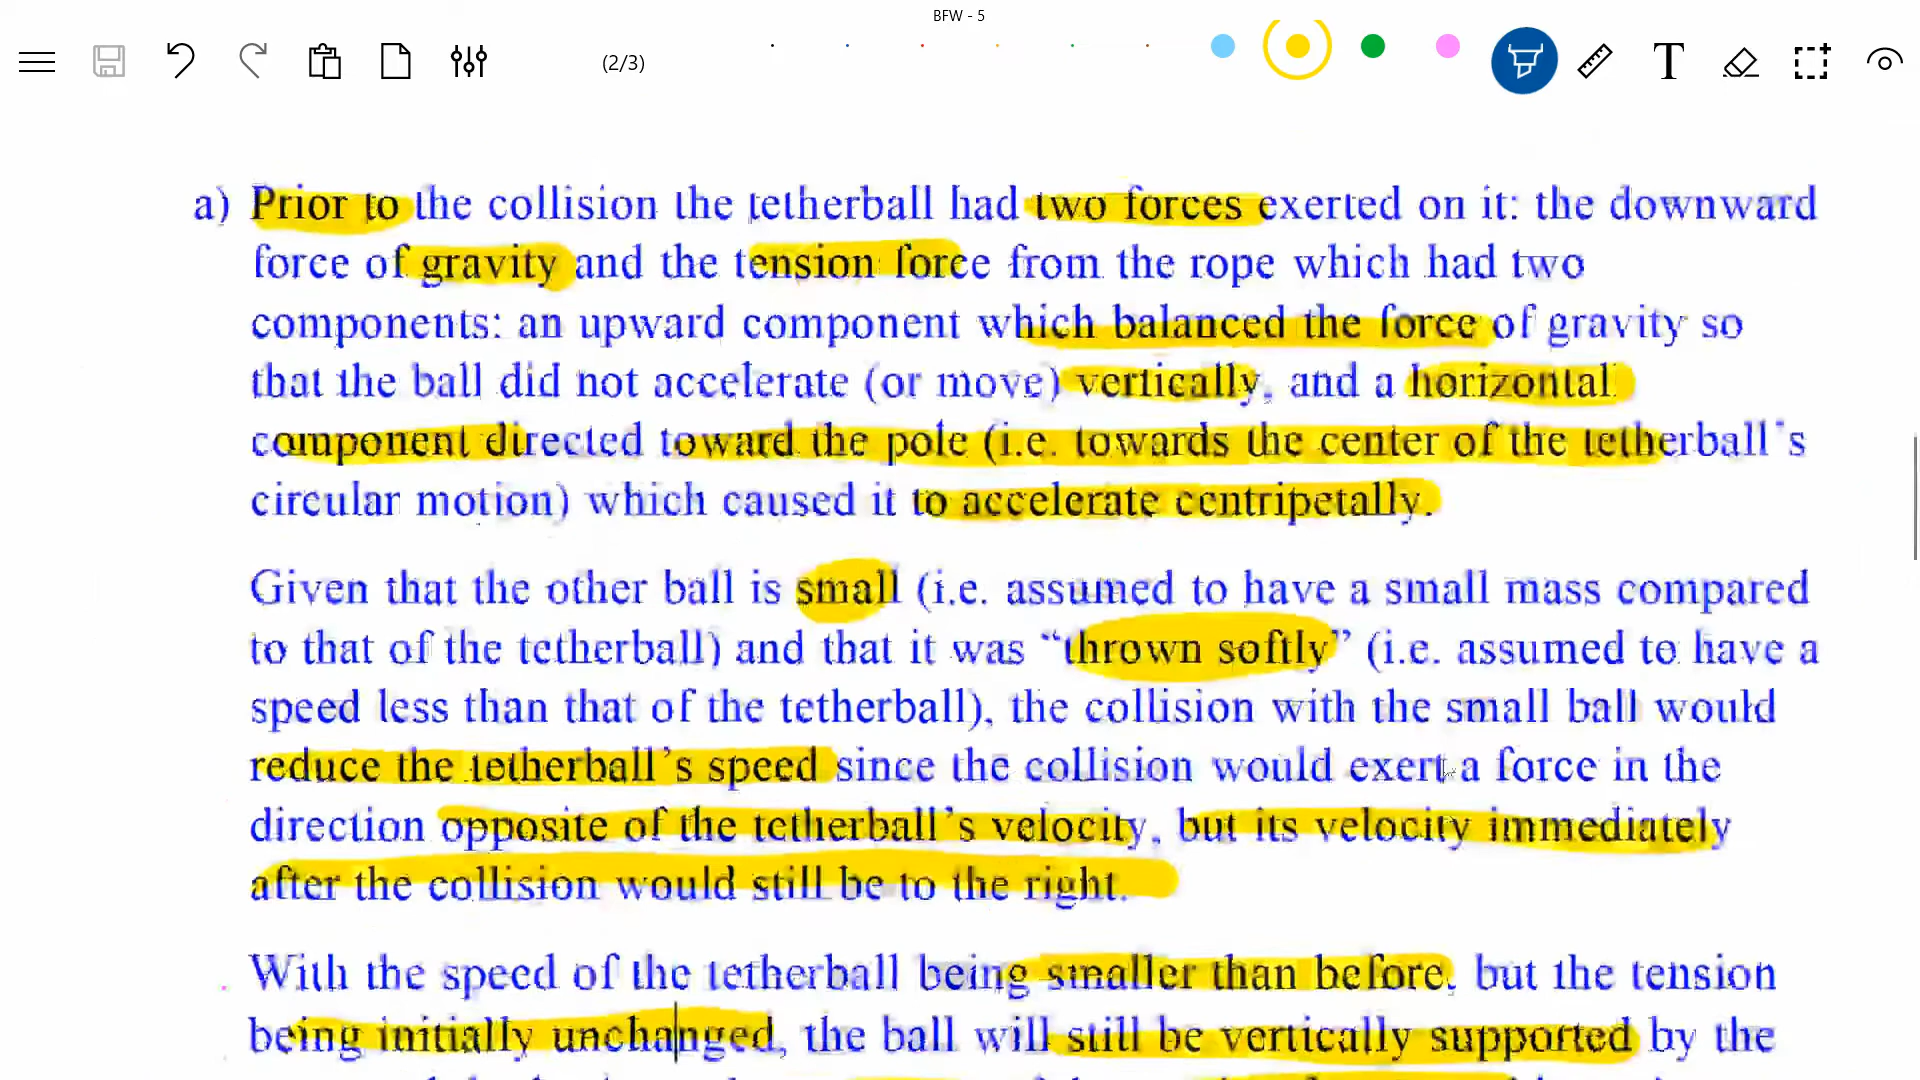 BFW - 5
(2/3)
T
a) Prior to the collision the tetherball had two forces exerted on it: the downward
force of gravity and the tension force from the rope which had two
components: an upward component which balanced the force of gravity so
that the ball did not accelerate (or move) vertically, and a horizontal
component directed toward the pole (i.e. towards the center of the tetherball's
circular motion) which caused it to accelerate centripetally.
Given that the other ball is small (i.e. assumed to have a small mass compared
to that of the tetherball) and that it was "thrown softly" (i.e. assumed to have a
speed less than that of the tetherball), the collision with the small ball would
reduce the tetherball's speed since the collision would exert a force in the
direction opposite of the tetherball's velocity, but its velocity immediately
after the collision would still be to the right.
With the speed of the tetherball being smaller than before, but the tension
being initially unchanged, the ball will still be vertically supported by the